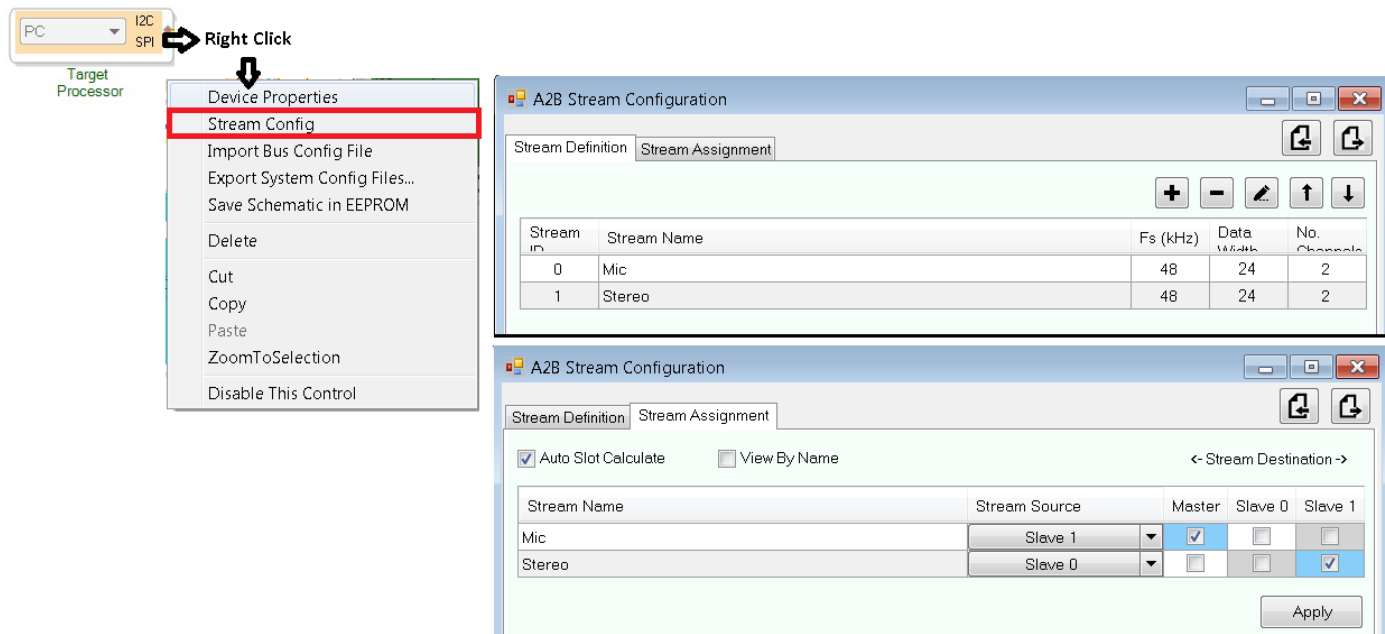 PC
I2C
SPI
Right Click
Target
Processor
Device Properties
Stream Config
Import Bus Config File
Export System Config Files...
Save Schematic in EEPROM
Delete
Cut
Copy
Paste
ZoomToSelection
Disable This Control
A2B Stream Configuration
Stream Definition Stream Assignment
Stream ID Stream Name Fs (kHz) Data Width No. Channels
0 Mic 48 24 2
1 Stereo 48 24 2
A2B Stream Configuration
Stream Definition Stream Assignment
Auto Slot Calculate View By Name <- Stream Destination ->
Stream Name Stream Source Master Slave 0 Slave 1
Mic Slave 1
Stereo Slave 0
Apply